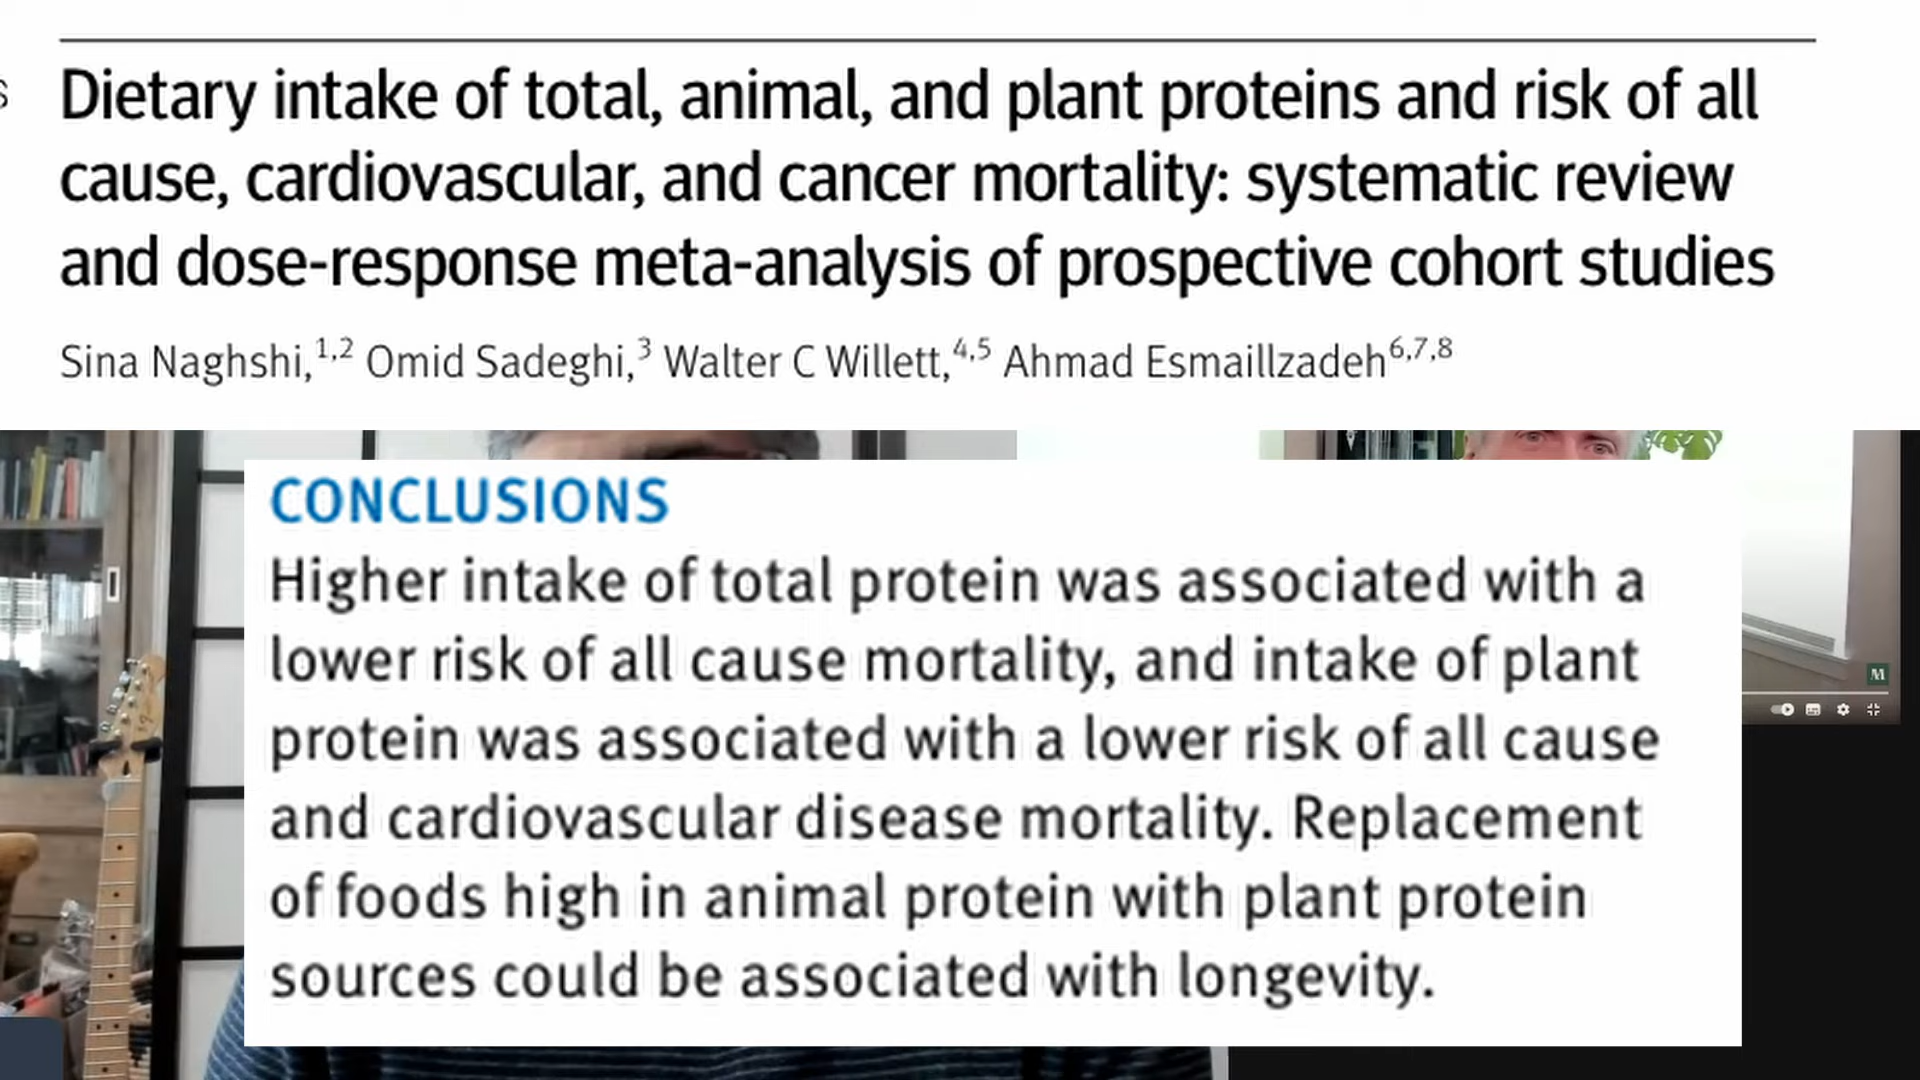 s
Dietary intake of total, animal, and plant proteins and risk of all
cause, cardiovascular, and cancer mortality: systematic review
and dose-response meta-analysis of prospective cohort studies
Sina Naghshi,1,2 Omid Sadeghi,3 Walter C Willett,4,5 Ahmad Esmaillzadeh6,7,8
CONCLUSIONS
Higher intake of total protein was associated with a
lower risk of all cause mortality, and intake of plant
protein was associated with a lower risk of all cause
and cardiovascular disease mortality. Replacement
of foods high in animal protein with plant protein
sources could be associated with longevity.
M